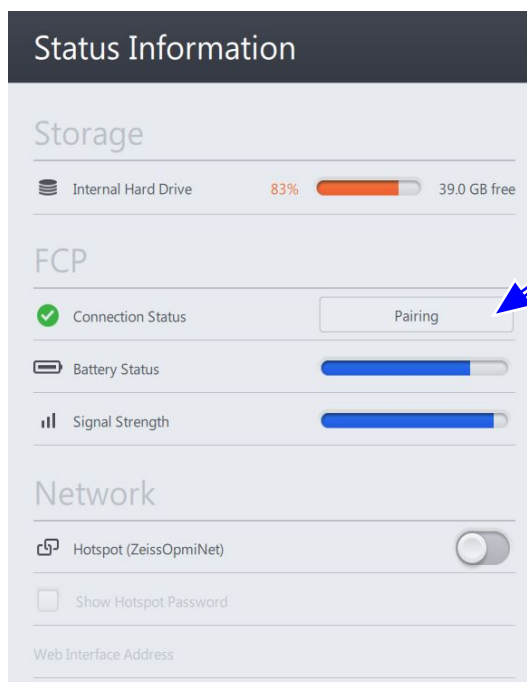 Status Information
Storage
Internal Hard Drive 83% 39.0 GB free
FCP
Connection Status Pairing
Battery Status
Signal Strength
Network
Hotspot (ZeissOpmiNet)
Show Hotspot Password
Web Interface Address